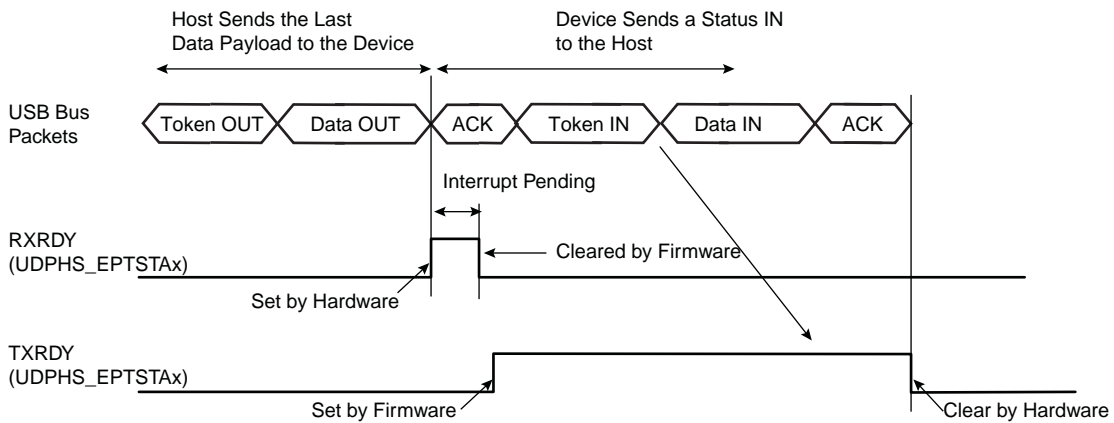 Host Sends the Last
Data Payload to the Device
Device Sends a Status IN
to the Host
USB Bus
Packets
Token OUT
Data OUT
ACK
Token IN
Data IN
ACK
Interrupt Pending
RXRDY
(UDPHS_EPTSTAx)
Set by Hardware
Cleared by Firmware
TXRDY
(UDPHS_EPTSTAx)
Set by Firmware
Clear by Hardware